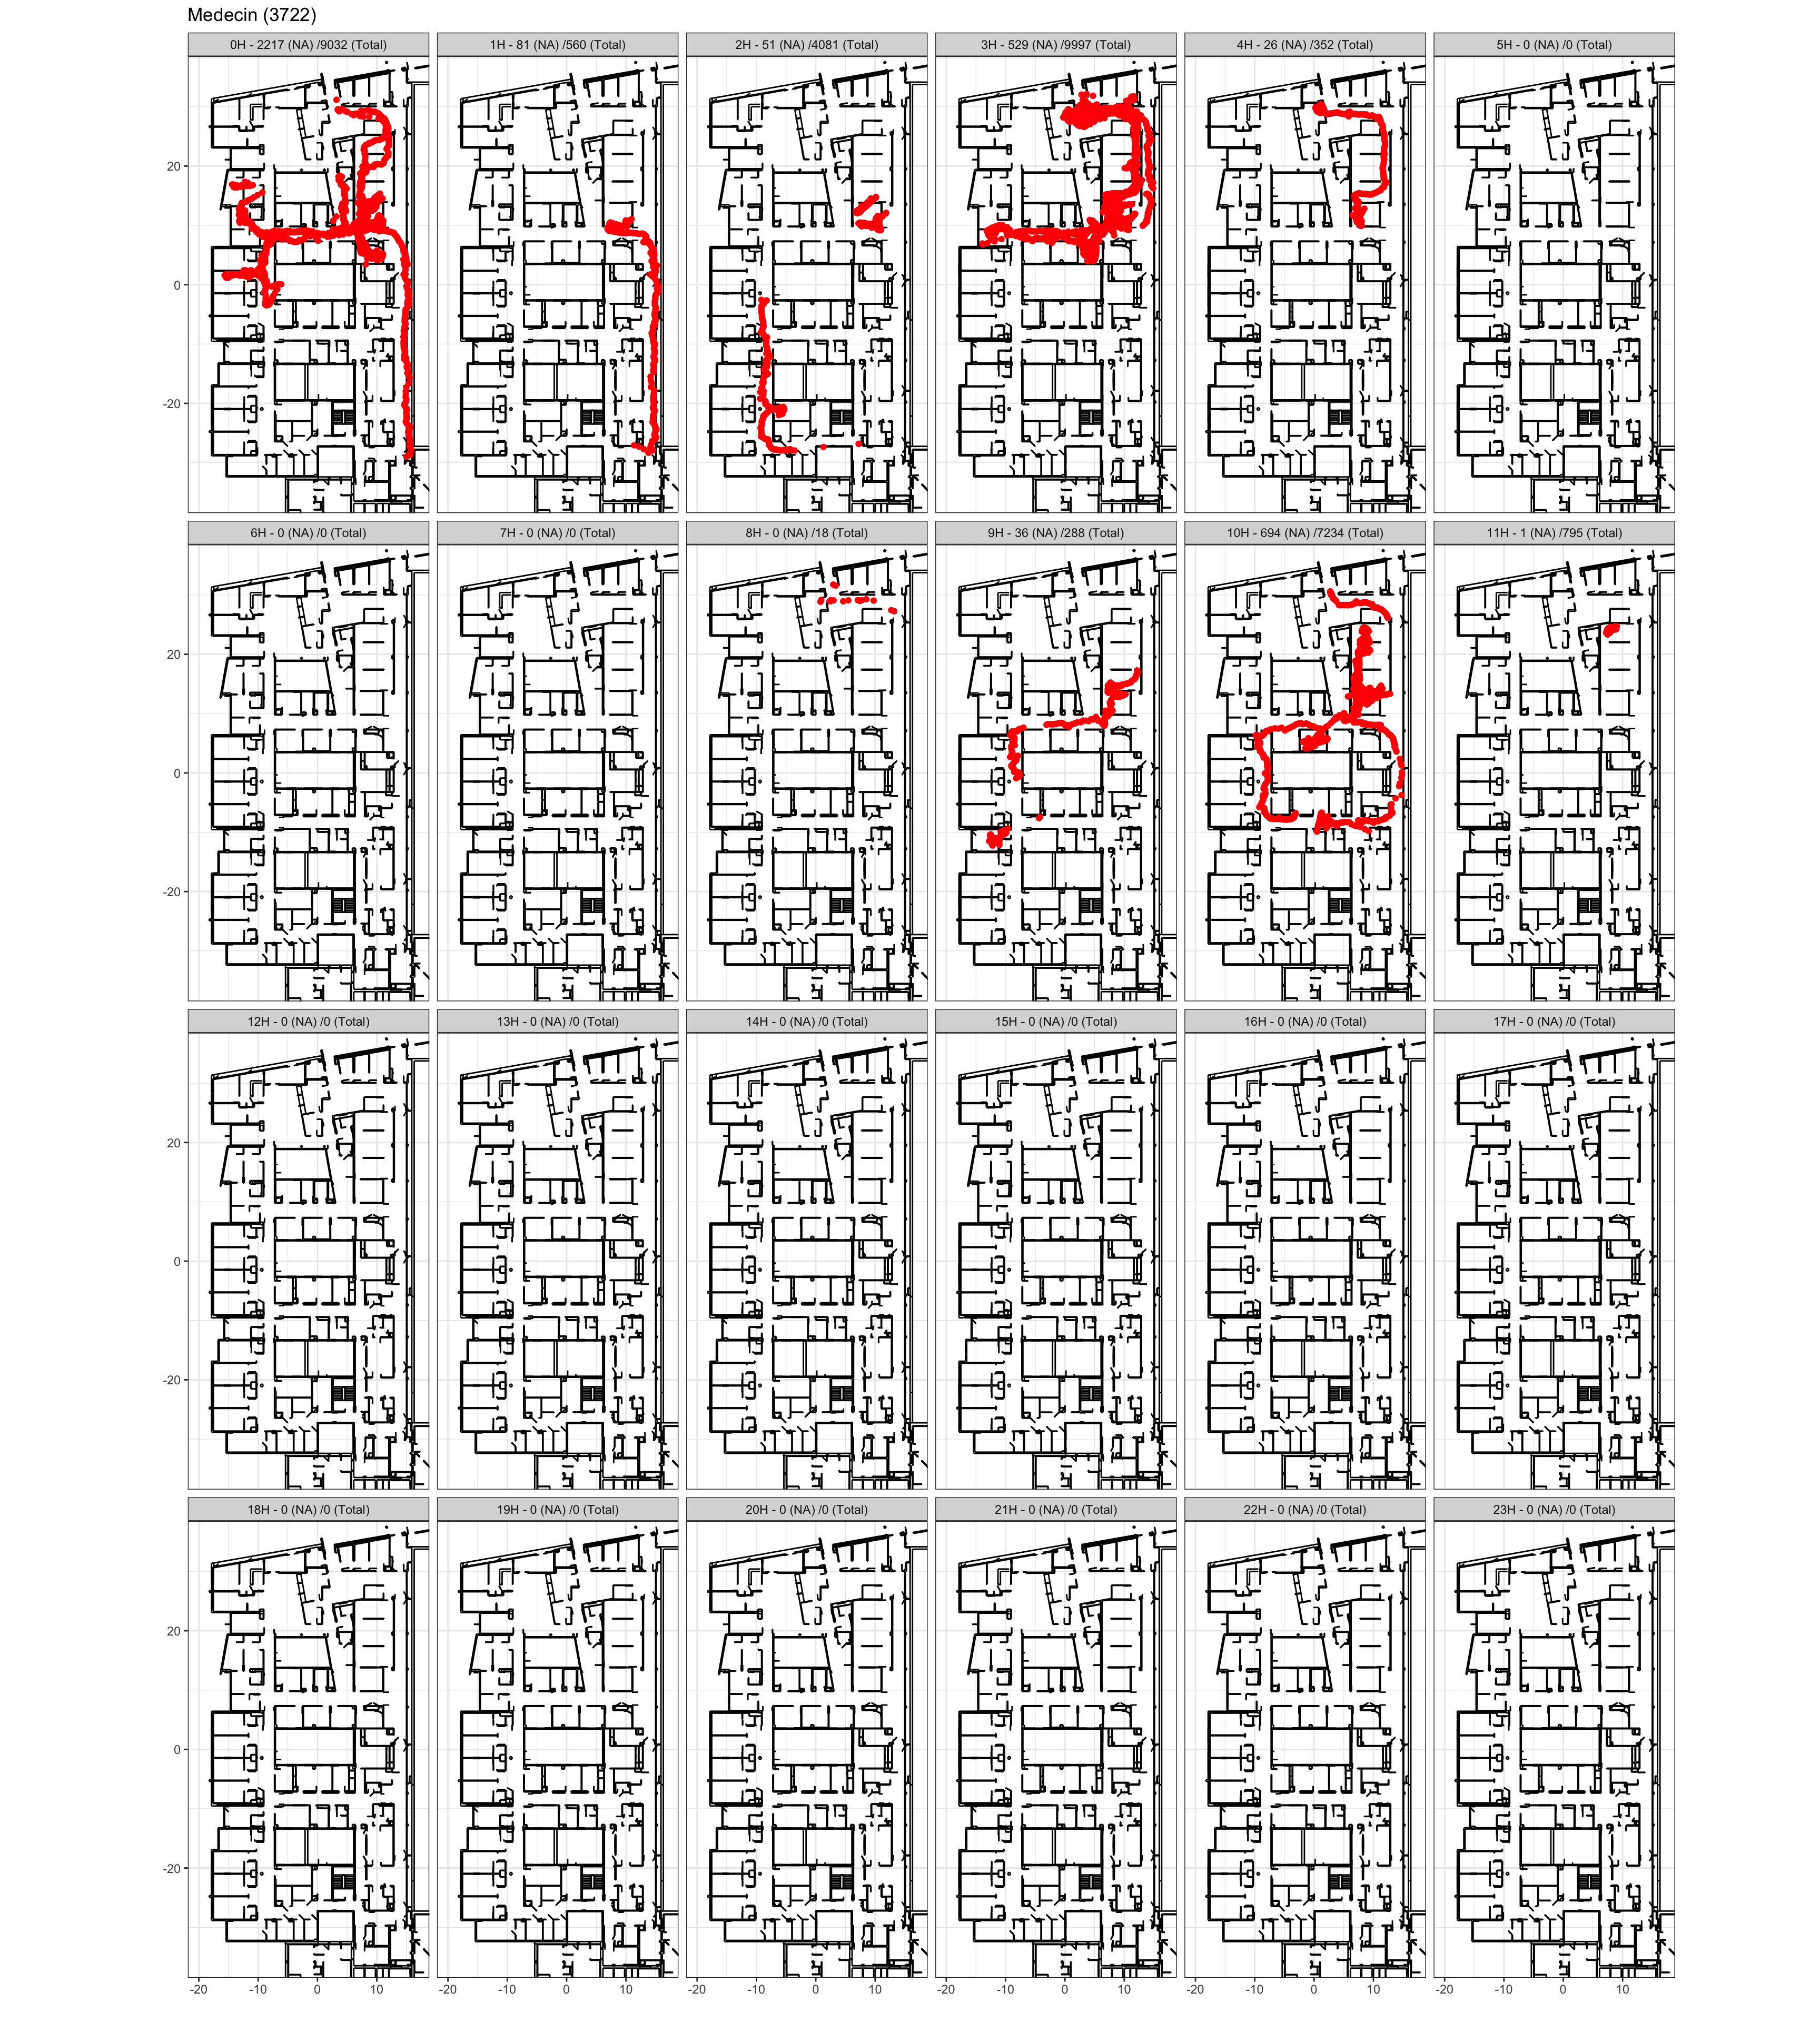 Medecin (3722)
0H - 2217 (NA) /9032 (Total)
1H - 81 (NA) /560 (Total)
2H - 51 (NA) /4081 (Total)
3H - 529 (NA) /9997 (Total)
4H - 26 (NA) /352 (Total)
5H - 0 (NA) /0 (Total)
20
0
-20
6H - 0 (NA) /0 (Total)
7H - 0 (NA) /0 (Total)
8H - 0 (NA) /18 (Total)
9H - 36 (NA) /288 (Total)
10H - 694 (NA) /7234 (Total)
11H - 1 (NA) /795 (Total)
20
0
-20
12H - 0 (NA) /0 (Total)
13H - 0 (NA) /0 (Total)
14H - 0 (NA) /0 (Total)
15H - 0 (NA) /0 (Total)
16H - 0 (NA) /0 (Total)
17H - 0 (NA) /0 (Total)
20
0
-20
18H - 0 (NA) /0 (Total)
19H - 0 (NA) /0 (Total)
20H - 0 (NA) /0 (Total)
21H - 0 (NA) /0 (Total)
22H - 0 (NA) /0 (Total)
23H - 0 (NA) /0 (Total)
20
0
-20
-20 -10 0 10
-20 -10 0 10
-20 -10 0 10
-20 -10 0 10
-20 -10 0 10
-20 -10 0 10